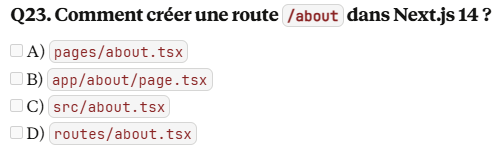 Q23. Comment créer une route /about dans Next.js 14 ?
A) pages/about.tsx
B) app/about/page.tsx
C) src/about.tsx
D) routes/about.tsx